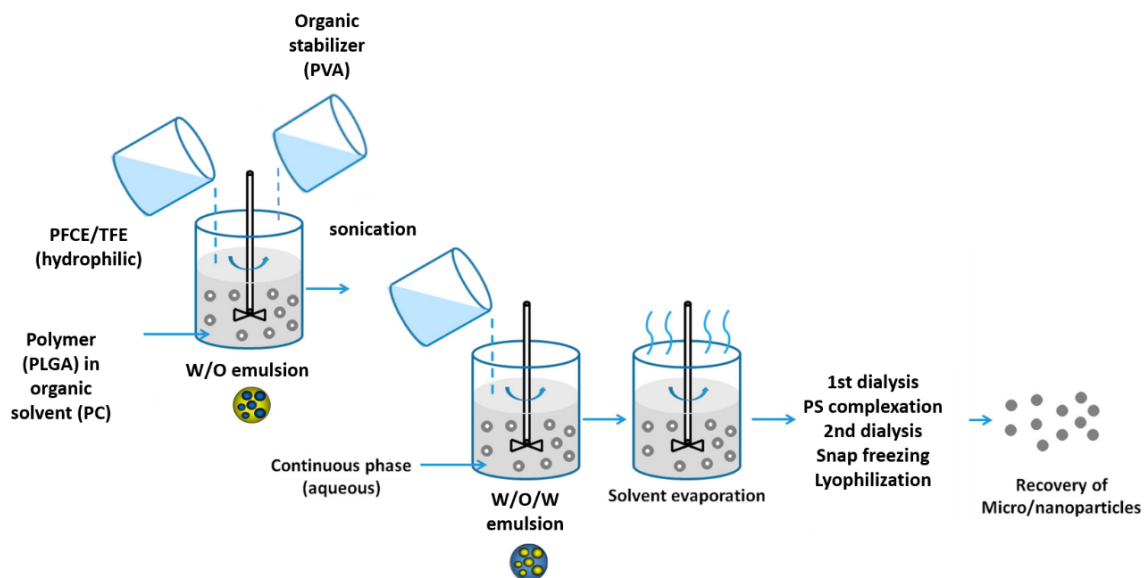 Organic
stabilizer
(PVA)
PFCE/TFE
(hydrophilic)
sonication
Polymer
(PLGA) in
organic
solvent (PC)
W/O emulsion
Continuous phase
(aqueous)
W/O/W
emulsion
Solvent evaporation
1st dialysis
PS complexation
2nd dialysis
Snap freezing
Lyophilization
Recovery of
Micro/nanoparticles